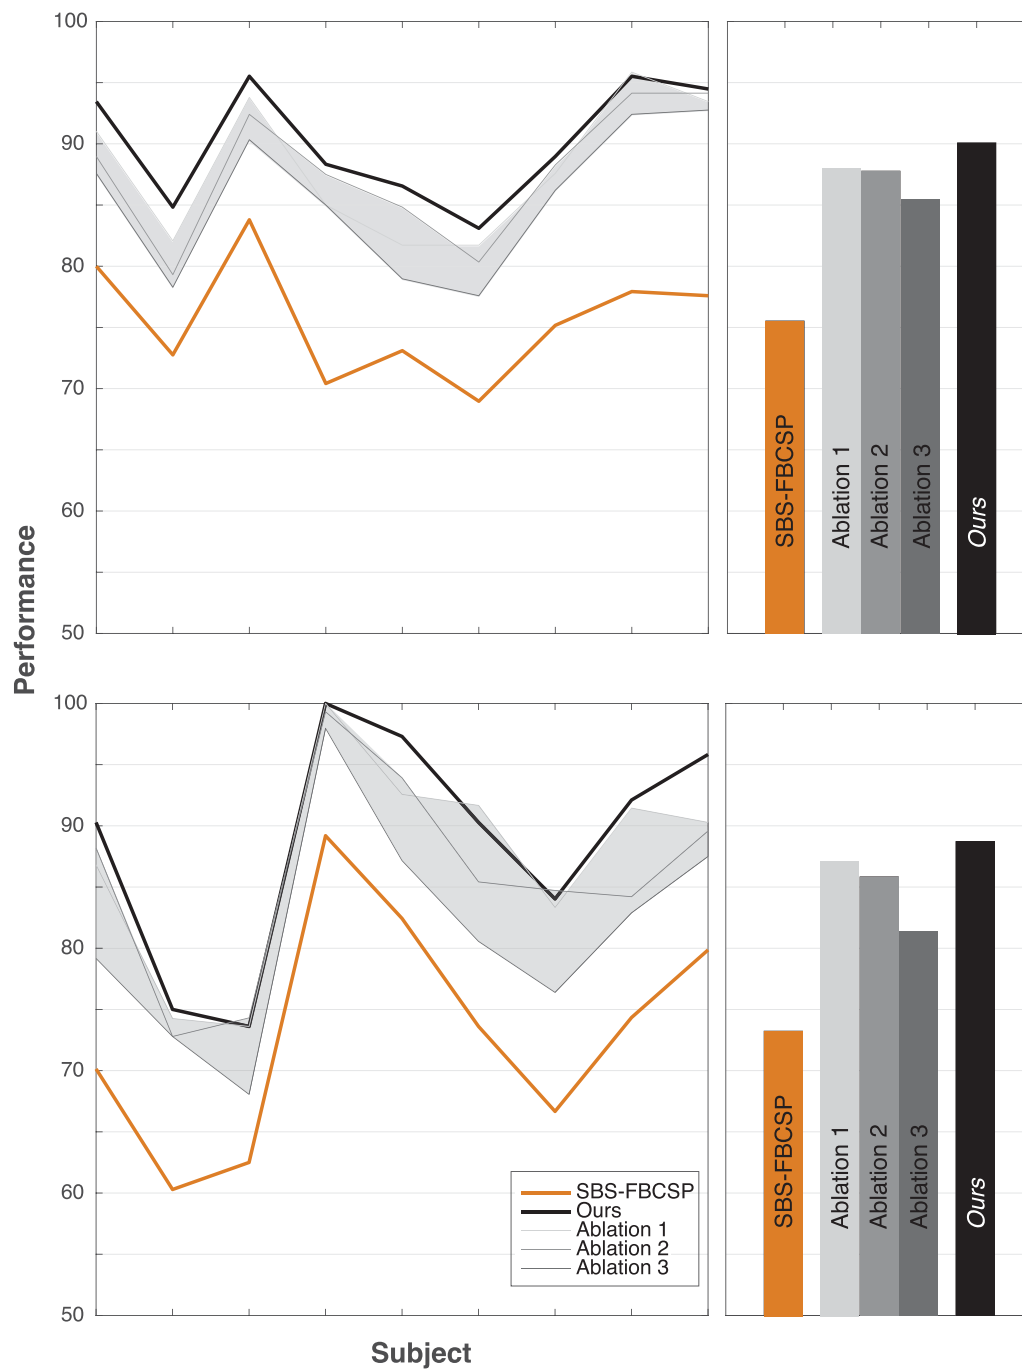 100
90
80
70
60
50
SBS-FBCSP
Ablation 1
Ablation 2
Ablation 3
Ours
Performance
100
90
80
70
60
50
SBS-FBCSP
Ours
Ablation 1
Ablation 2
Ablation 3
SBS-FBCSP
Ablation 1
Ablation 2
Ablation 3
Ours
Subject